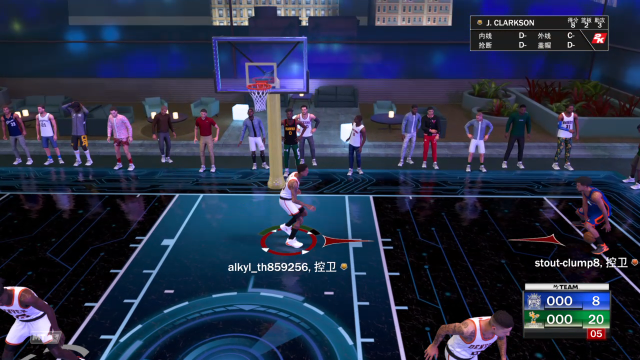 J. CLARKSON
得分 篮板 助攻
8 2 3
内线 D- 外线 C-
抢断 D- 盖帽 D-
2K
alkyl_th859256, 控卫
stout-clump8, 控卫
TEAM
000 8
000 20
05